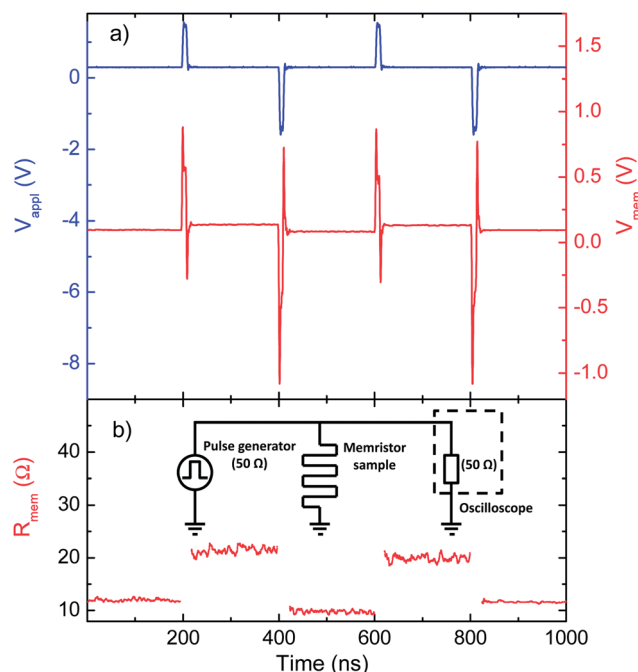 a)
1.5
0
1.0
-2
0.5
-4
0.0
-6
-0.5
-8
-1.0
V_appl (V)
V_mem (V)
b)
Pulse generator
(50 Ω)
Memristor
sample
(50 Ω)
Oscilloscope
40
30
20
10
R_mem (Ω)
200 400 600 800 1000
Time (ns)